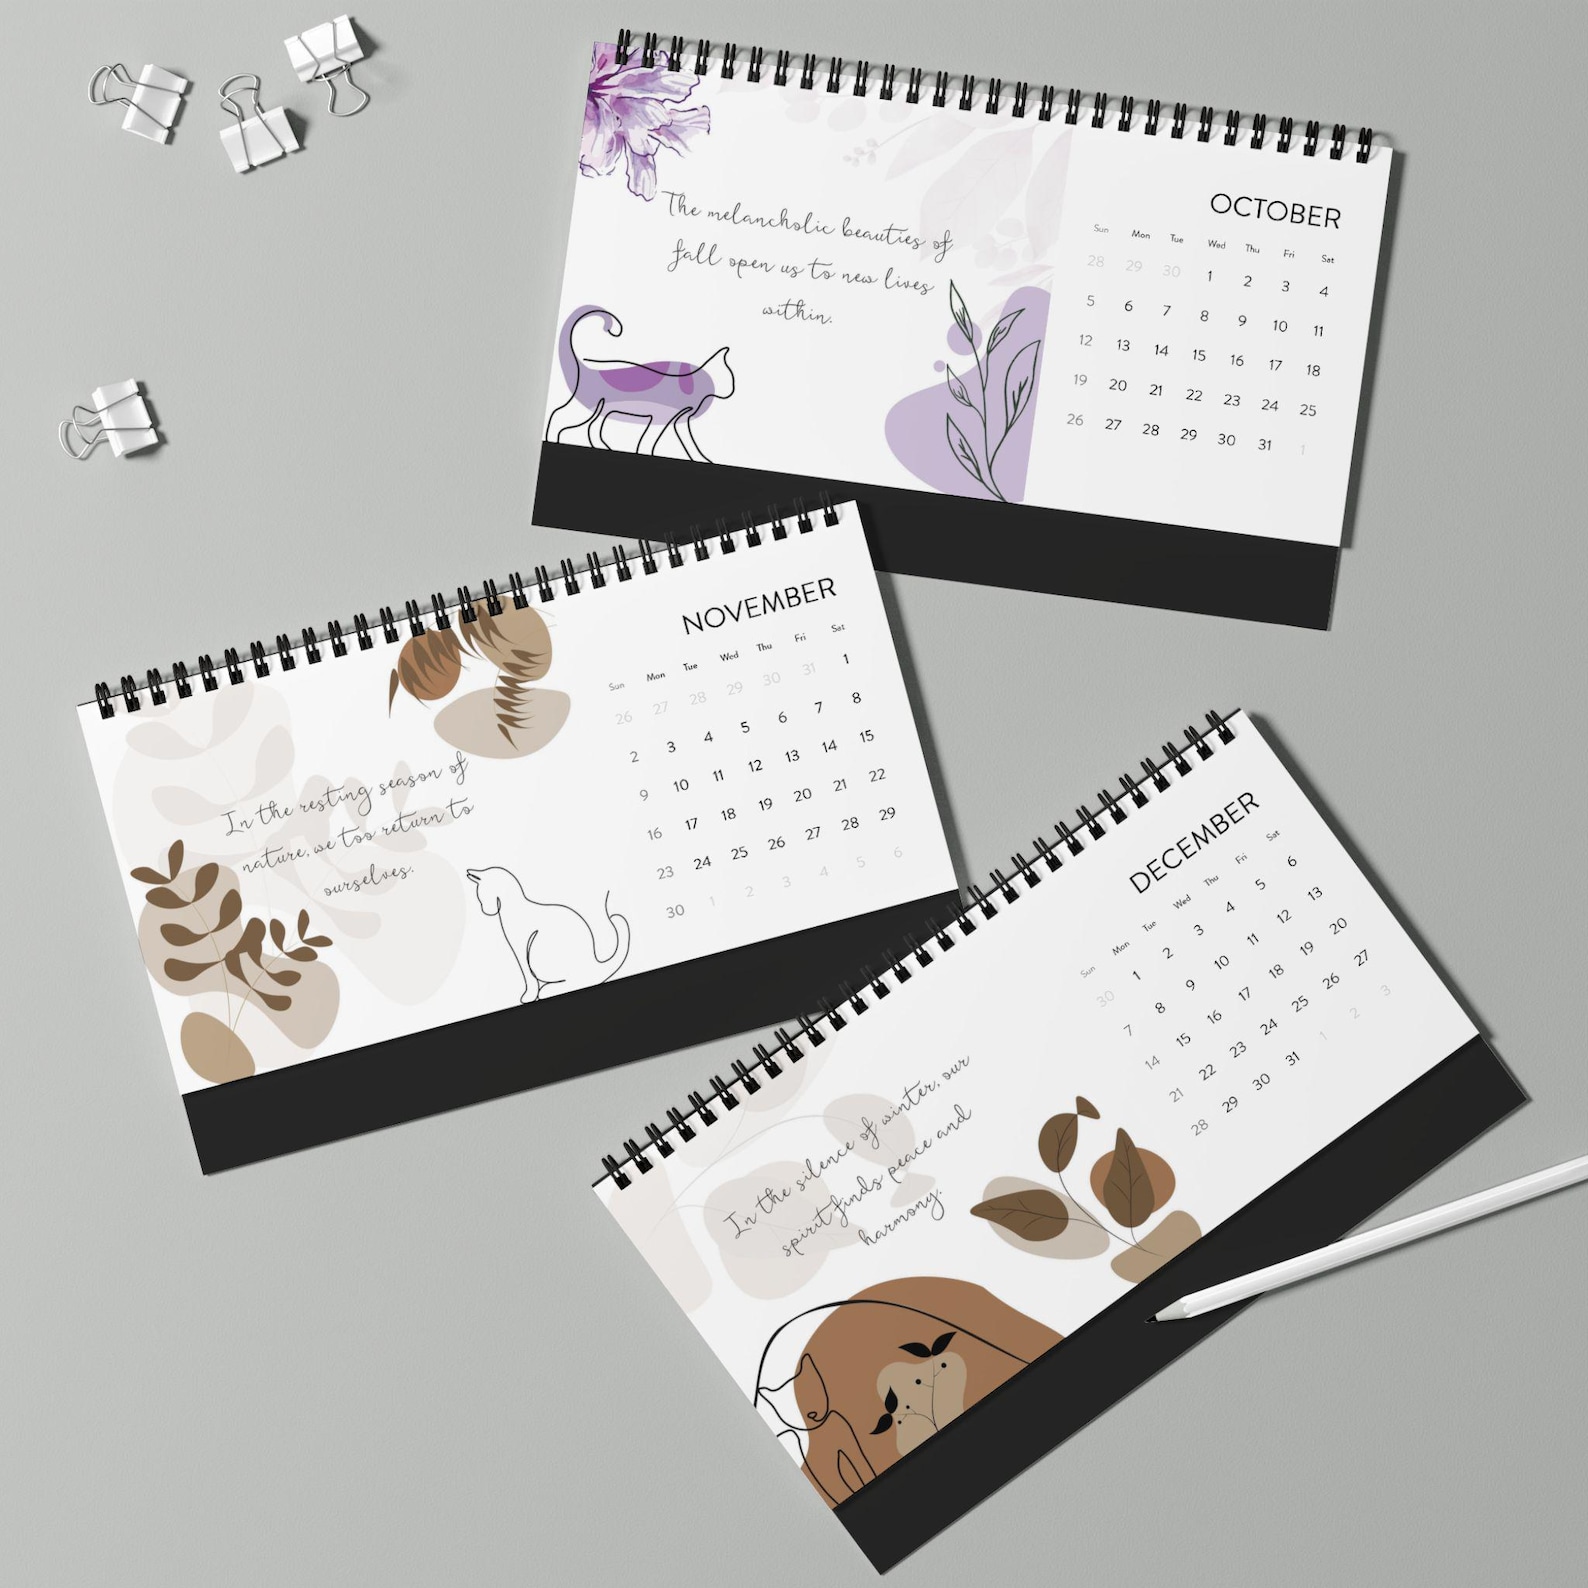 OCTOBER
Sun Mon Tue Wed Thu Fri Sat
28 29 30 1 2 3 4
5 6 7 8 9 10 11
12 13 14 15 16 17 18
19 20 21 22 23 24 25
26 27 28 29 30 31 1
The melancholic beauties of
fall open us to new lives
within.
NOVEMBER
Sun Mon Tue Wed Thu Fri Sat
26 27 28 29 30 31 1
2 3 4 5 6 7 8
9 10 11 12 13 14 15
16 17 18 19 20 21 22
23 24 25 26 27 28 29
30 1 2 3 4 5 6
In the resting season of
nature, we too return to
ourselves.
DECEMBER
Sun Mon Tue Wed Thu Fri Sat
30 1 2 3 4 5 6
7 8 9 10 11 12 13
14 15 16 17 18 19 20
21 22 23 24 25 26 27
28 29 30 31 1 2 3
In the silence of winter, our
spirit finds peace and
harmony.